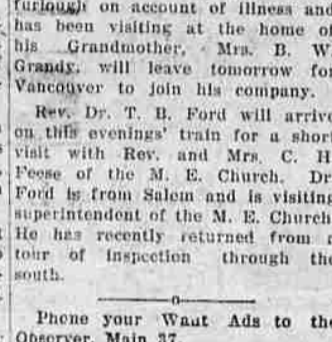 furlough on account of illness and
has been visiting at the home of
his Grandmother, Mrs. B. W.
Grandy, will leave tomorrow for
Vancouver to join his company.
Rev. Dr. T. B. Ford will arrive
on this evenings' train for a short
visit with Rev. and Mrs. C. H.
Feese of the M. E. Church. Dr.
Ford is from Salem and is visiting
superintendent of the M. E. Church.
He has recently returned from a
tour of inspection through the
south.
Phone your Want Ads to the
Observer, Main 37.